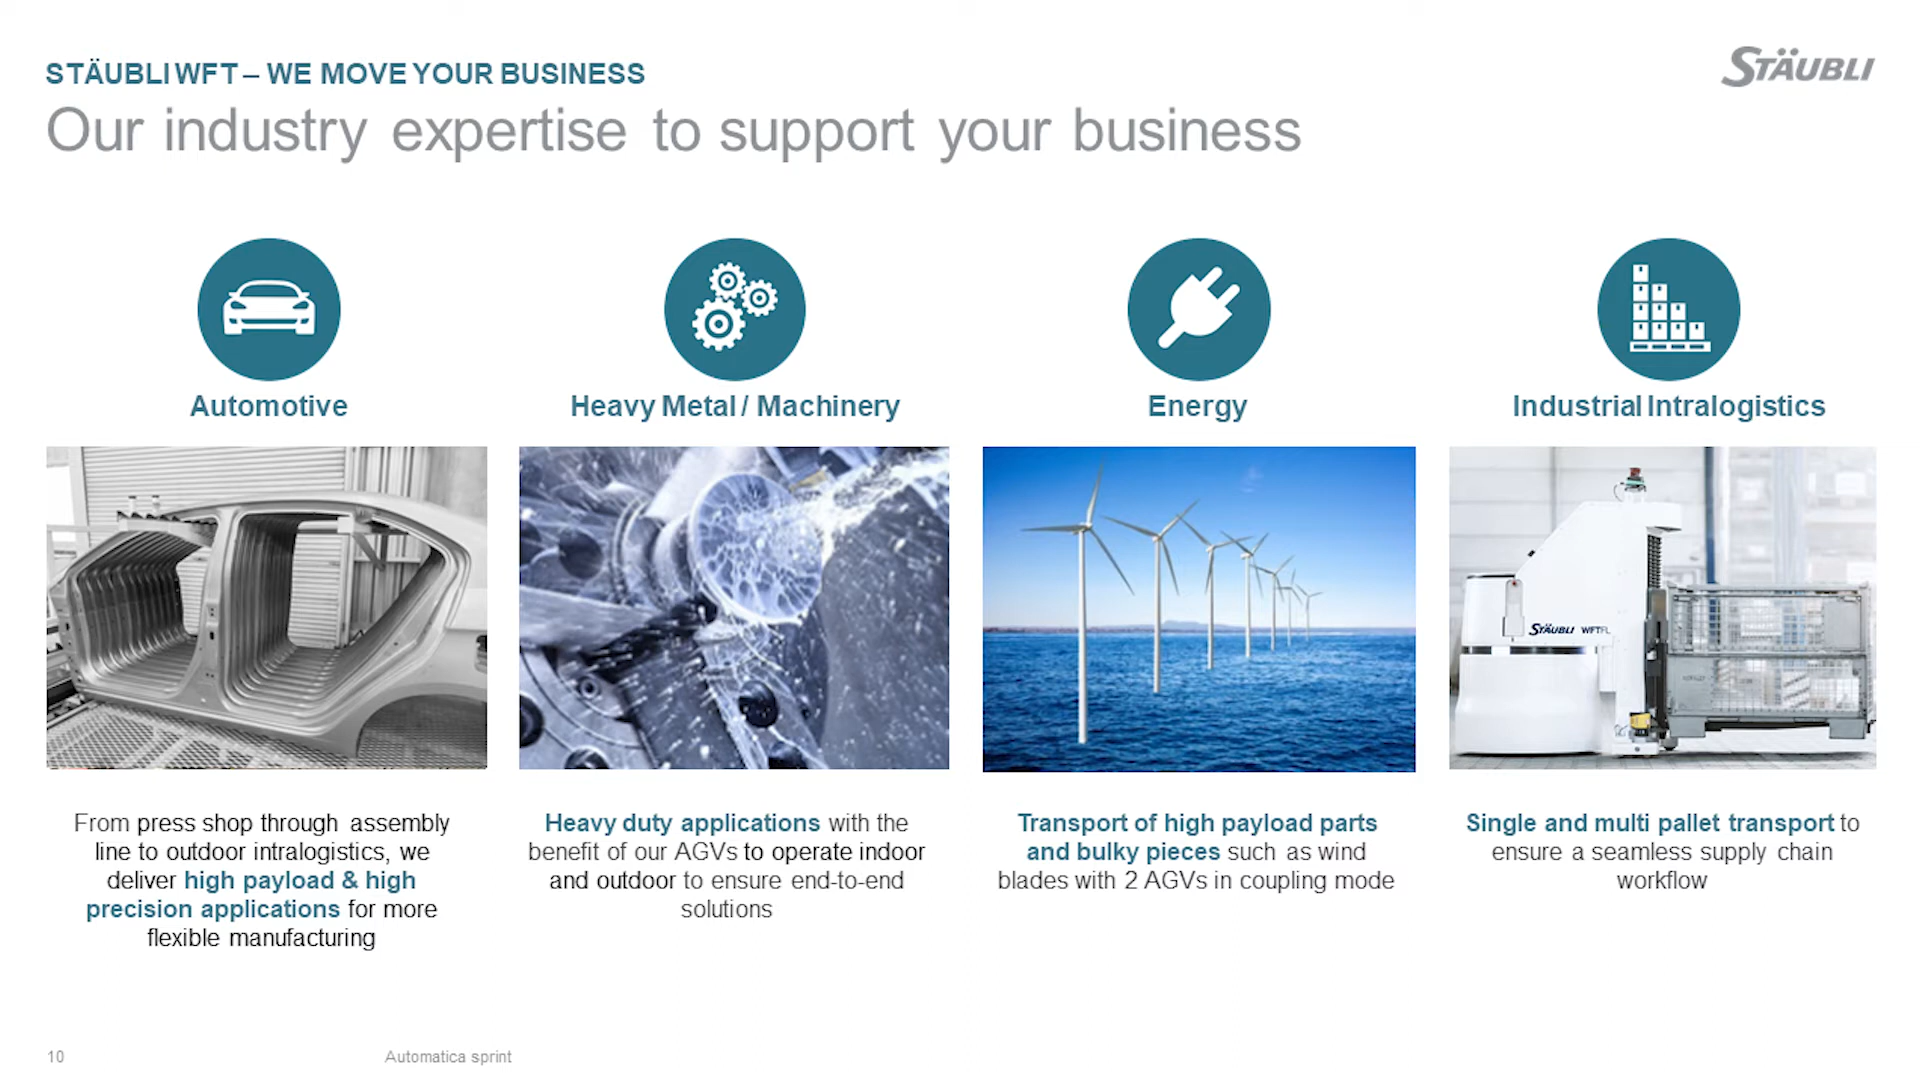 STÄUBLI WFT – WE MOVE YOUR BUSINESS
STÄUBLI
Our industry expertise to support your business
Automotive
Heavy Metal / Machinery
Energy
Industrial Intralogistics
STÄUBLI WFTFL
From press shop through assembly
line to outdoor intralogistics, we
deliver high payload & high
precision applications for more
flexible manufacturing
Heavy duty applications with the
benefit of our AGVs to operate indoor
and outdoor to ensure end-to-end
solutions
Transport of high payload parts
and bulky pieces such as wind
blades with 2 AGVs in coupling mode
Single and multi pallet transport to
ensure a seamless supply chain
workflow
10
Automatica sprint